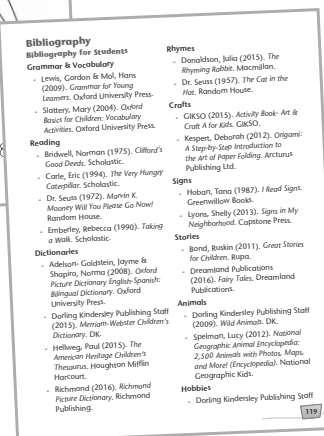 Bibliography
Bibliography for Students
Grammar & Vocabulary
- Lewis, Gordon & Mol, Hans
(2009). Grammar for Young
Learners. Oxford University Press.
- Slattery, Mary (2004). Oxford
Basics for Children: Vocabulary
Activities. Oxford University Press.
Reading
- Bridwell, Norman (1975). Clifford's
Good Deeds. Scholastic.
- Carle, Eric (1994). The Very Hungry
Caterpillar. Scholastic.
- Dr. Seuss (1972). Marvin K.
Mooney Will You Please Go Now!
Random House.
- Emberley, Rebecca (1990). Taking
a Walk. Scholastic.
Dictionaries
- Adelson- Goldstein, Jayme &
Shapiro, Norma (2008). Oxford
Picture Dictionary English-Spanish:
Bilingual Dictionary. Oxford
University Press.
- Dorling Kindersley Publishing Staff
(2015). Merriam-Webster Children's
Dictionary. DK.
- Hellweg, Paul (2015). The
American Heritage Children's
Thesaurus. Houghton Mifflin
Harcourt.
- Richmond (2016). Richmond
Picture Dictionary. Richmond
Publishing.
Rhymes
- Donaldson, Julia (2015). The
Rhyming Rabbit. Macmillan.
- Dr. Seuss (1957). The Cat in the
Hat. Random House.
Crafts
- GIKSO (2015). Activity Book- Art &
Craft A for Kids. GIKSO.
- Kespert, Deborah (2012). Origami:
A Step-by-Step Introduction to
the Art of Paper Folding. Arcturus
Publishing Ltd.
Signs
- Hoban, Tana (1987). I Read Signs.
Greenwillow Books.
- Lyons, Shelly (2013). Signs in My
Neighborhood. Capstone Press.
Stories
- Bond, Ruskin (2011). Great Stories
for Children. Rupa.
- Dreamland Publications
(2016). Fairy Tales. Dreamland
Publications.
Animals
- Dorling Kindersley Publishing Staff
(2009). Wild Animals. DK.
- Spelman, Lucy (2012). National
Geographic Animal Encyclopedia:
2,500 Animals with Photos, Maps,
and More! (Encyclopedia). National
Geographic Kids.
Hobbies
- Dorling Kindersley Publishing Staff
119